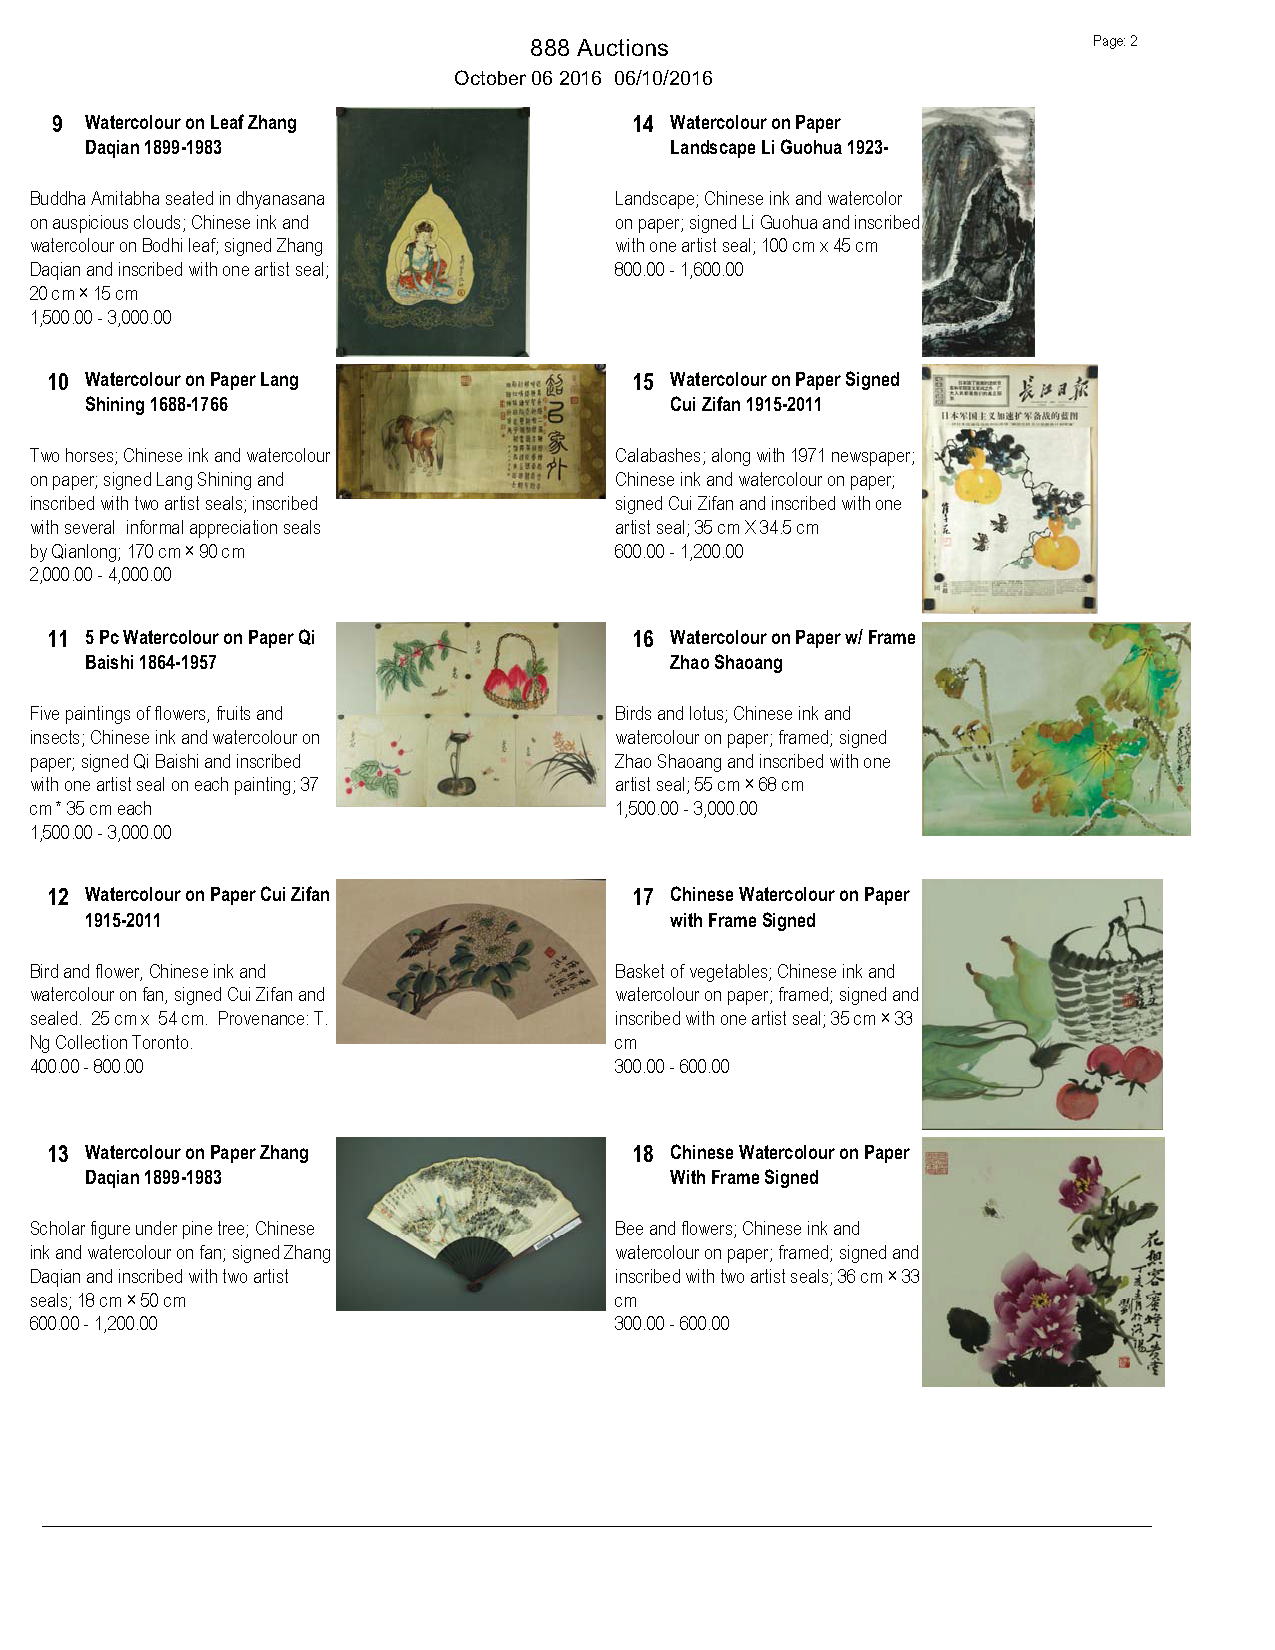 888 Auctions
October 06 2016  06/10/2016
Page: 2
9 Watercolour on Leaf Zhang
Daqian 1899-1983
Buddha Amitabha seated in dhyanasana
on auspicious clouds; Chinese ink and
watercolour on Bodhi leaf; signed Zhang
Daqian and inscribed with one artist seal;
20 cm × 15 cm
1,500.00 - 3,000.00
10 Watercolour on Paper Lang
Shining 1688-1766
Two horses; Chinese ink and watercolour
on paper; signed Lang Shining and
inscribed with two artist seals; inscribed
with several  informal appreciation seals
by Qianlong; 170 cm × 90 cm
2,000.00 - 4,000.00
11 5 Pc Watercolour on Paper Qi
Baishi 1864-1957
Five paintings of flowers, fruits and
insects; Chinese ink and watercolour on
paper; signed Qi Baishi and inscribed
with one artist seal on each painting; 37
cm * 35 cm each
1,500.00 - 3,000.00
12 Watercolour on Paper Cui Zifan
1915-2011
Bird and flower, Chinese ink and
watercolour on fan, signed Cui Zifan and
sealed.  25 cm x  54 cm.  Provenance: T.
Ng Collection Toronto.
400.00 - 800.00
13 Watercolour on Paper Zhang
Daqian 1899-1983
Scholar figure under pine tree; Chinese
ink and watercolour on fan; signed Zhang
Daqian and inscribed with two artist
seals; 18 cm × 50 cm
600.00 - 1,200.00
14 Watercolour on Paper
Landscape Li Guohua 1923-
Landscape; Chinese ink and watercolor
on paper; signed Li Guohua and inscribed
with one artist seal; 100 cm x 45 cm
800.00 - 1,600.00
15 Watercolour on Paper Signed
Cui Zifan 1915-2011
Calabashes; along with 1971 newspaper;
Chinese ink and watercolour on paper;
signed Cui Zifan and inscribed with one
artist seal; 35 cm X 34.5 cm
600.00 - 1,200.00
长江日报
日本军国主义加速扩军备战的蓝图
16 Watercolour on Paper w/ Frame
Zhao Shaoang
Birds and lotus; Chinese ink and
watercolour on paper; framed; signed
Zhao Shaoang and inscribed with one
artist seal; 55 cm × 68 cm
1,500.00 - 3,000.00
17 Chinese Watercolour on Paper
with Frame Signed
Basket of vegetables; Chinese ink and
watercolour on paper; framed; signed and
inscribed with one artist seal; 35 cm × 33
cm
300.00 - 600.00
18 Chinese Watercolour on Paper
With Frame Signed
Bee and flowers; Chinese ink and
watercolour on paper; framed; signed and
inscribed with two artist seals; 36 cm × 33
cm
300.00 - 600.00